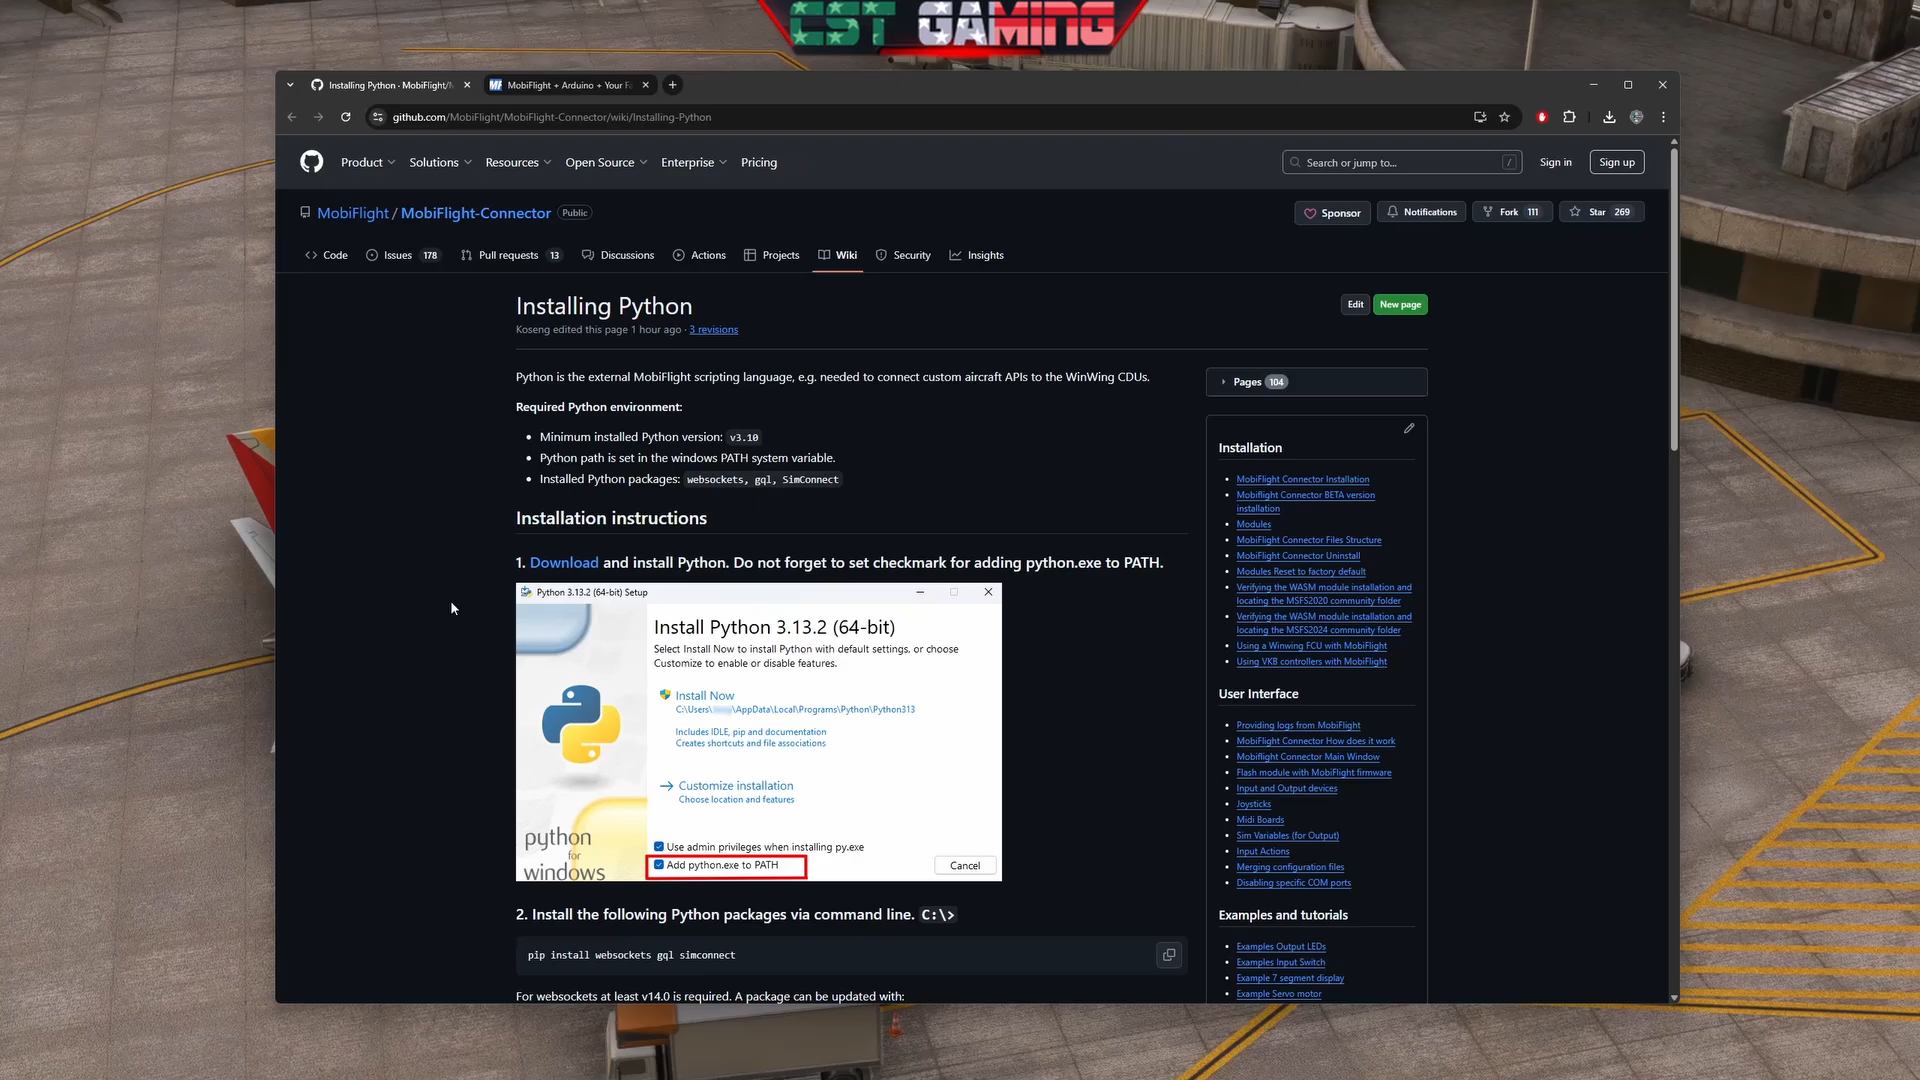 CST GAMING
Installing Python · MobiFlight/M
MobiFlight + Arduino + Your Fa
github.com/MobiFlight/MobiFlight-Connector/wiki/Installing-Python
Product Solutions Resources Open Source Enterprise Pricing
Search or jump to... /
Sign in
Sign up
MobiFlight / MobiFlight-Connector Public
Sponsor
Notifications
Fork 111
Star 269
Code Issues 178 Pull requests 13 Discussions Actions Projects Wiki Security Insights
Installing Python
Edit New page
Koseng edited this page 1 hour ago · 3 revisions
Python is the external MobiFlight scripting language, e.g. needed to connect custom aircraft APIs to the WinWing CDUs.
Required Python environment:
Minimum installed Python version: v3.10
Python path is set in the windows PATH system variable.
Installed Python packages: websockets, gql, SimConnect
Installation instructions
1. Download and install Python. Do not forget to set checkmark for adding python.exe to PATH.
Python 3.13.2 (64-bit) Setup
Install Python 3.13.2 (64-bit)
Select Install Now to install Python with default settings, or choose
Customize to enable or disable features.
Install Now
C:\Users\ \AppData\Local\Programs\Python\Python313
Includes IDLE, pip and documentation
Creates shortcuts and file associations
Customize installation
Choose location and features
python
for
windows
Use admin privileges when installing py.exe
Add python.exe to PATH
Cancel
2. Install the following Python packages via command line. C:\>
pip install websockets gql simconnect
For websockets at least v14.0 is required. A package can be updated with:
Pages 104
Installation
MobiFlight Connector Installation
Mobiflight Connector BETA version
installation
Modules
MobiFlight Connector Files Structure
MobiFlight Connector Uninstall
Modules Reset to factory default
Verifying the WASM module installation and
locating the MSFS2020 community folder
Verifying the WASM module installation and
locating the MSFS2024 community folder
Using a Winwing FCU with MobiFlight
Using VKB controllers with MobiFlight
User Interface
Providing logs from MobiFlight
MobiFlight Connector How does it work
Mobiflight Connector Main Window
Flash module with MobiFlight firmware
Input and Output devices
Joysticks
Midi Boards
Sim Variables (for Output)
Input Actions
Merging configuration files
Disabling specific COM ports
Examples and tutorials
Examples Output LEDs
Examples Input Switch
Example 7 segment display
Example Servo motor